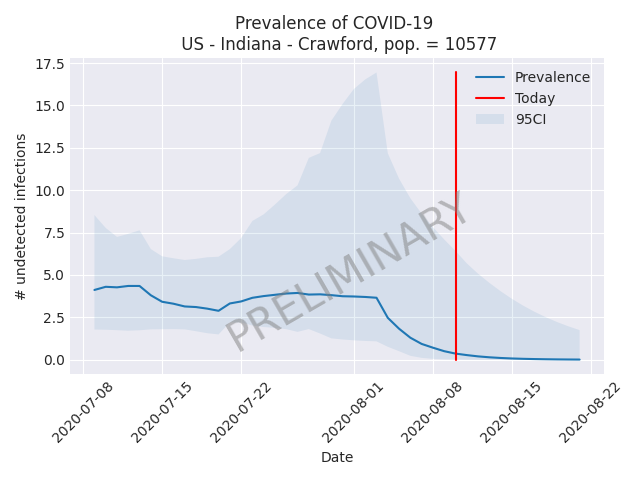 Prevalence of COVID-19
US - Indiana - Crawford, pop. = 10577
17.5
15.0
12.5
10.0
7.5
5.0
2.5
0.0
# undetected infections
Prevalence
Today
95CI
PRELIMINARY
2020-07-08
2020-07-15
2020-07-22
2020-08-01
2020-08-08
2020-08-15
2020-08-22
Date